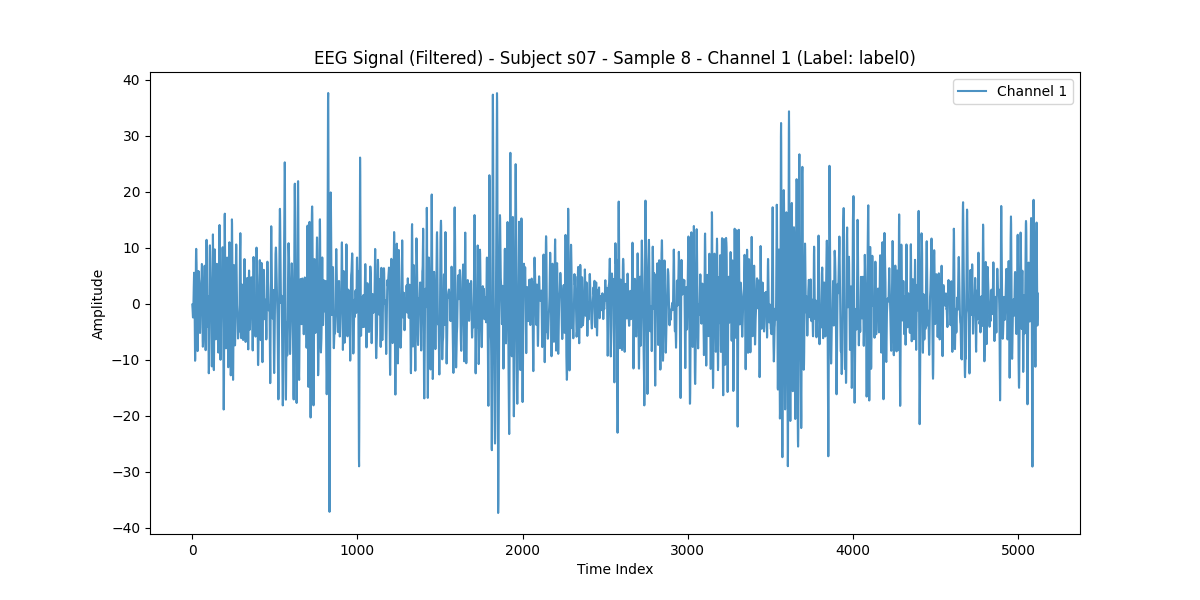 EEG Signal (Filtered) - Subject s07 - Sample 8 - Channel 1 (Label: label0)
Channel 1
40
30
20
10
0
−10
−20
−30
−40
Amplitude
0 1000 2000 3000 4000 5000
Time Index